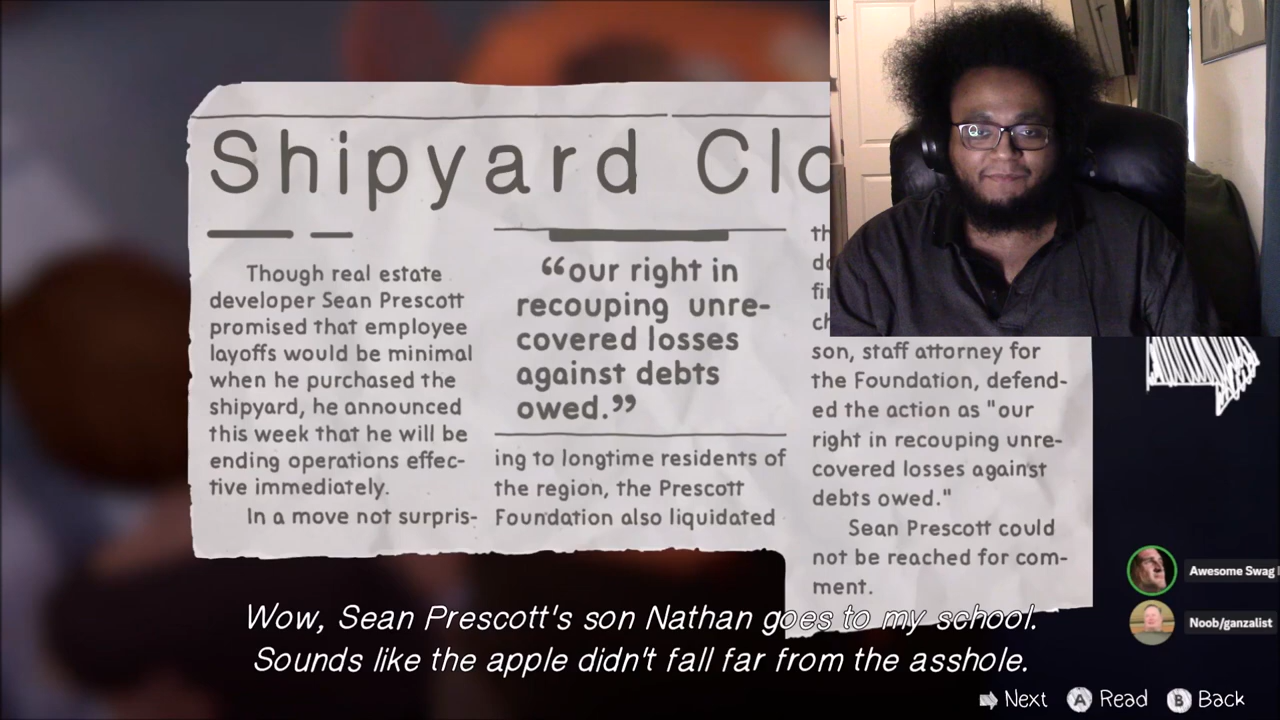 Shipyard Clo
Though real estate
developer Sean Prescott
promised that employee
layoffs would be minimal
when he purchased the
shipyard, he announced
this week that he will be
ending operations effec-
tive immediately.
In a move not surpris-
“our right in
recouping unre-
covered losses
against debts
owed.”
ing to longtime residents of
the region, the Prescott
Foundation also liquidated
th
do
fir
ch
son, staff attorney for
the Foundation, defend-
ed the action as "our
right in recouping unre-
covered losses against
debts owed."
Sean Prescott could
not be reached for com-
ment.
Wow, Sean Prescott's son Nathan goes to my school.
Sounds like the apple didn't fall far from the asshole.
Awesome Swag
Noob/ganzalist
Next A Read B Back